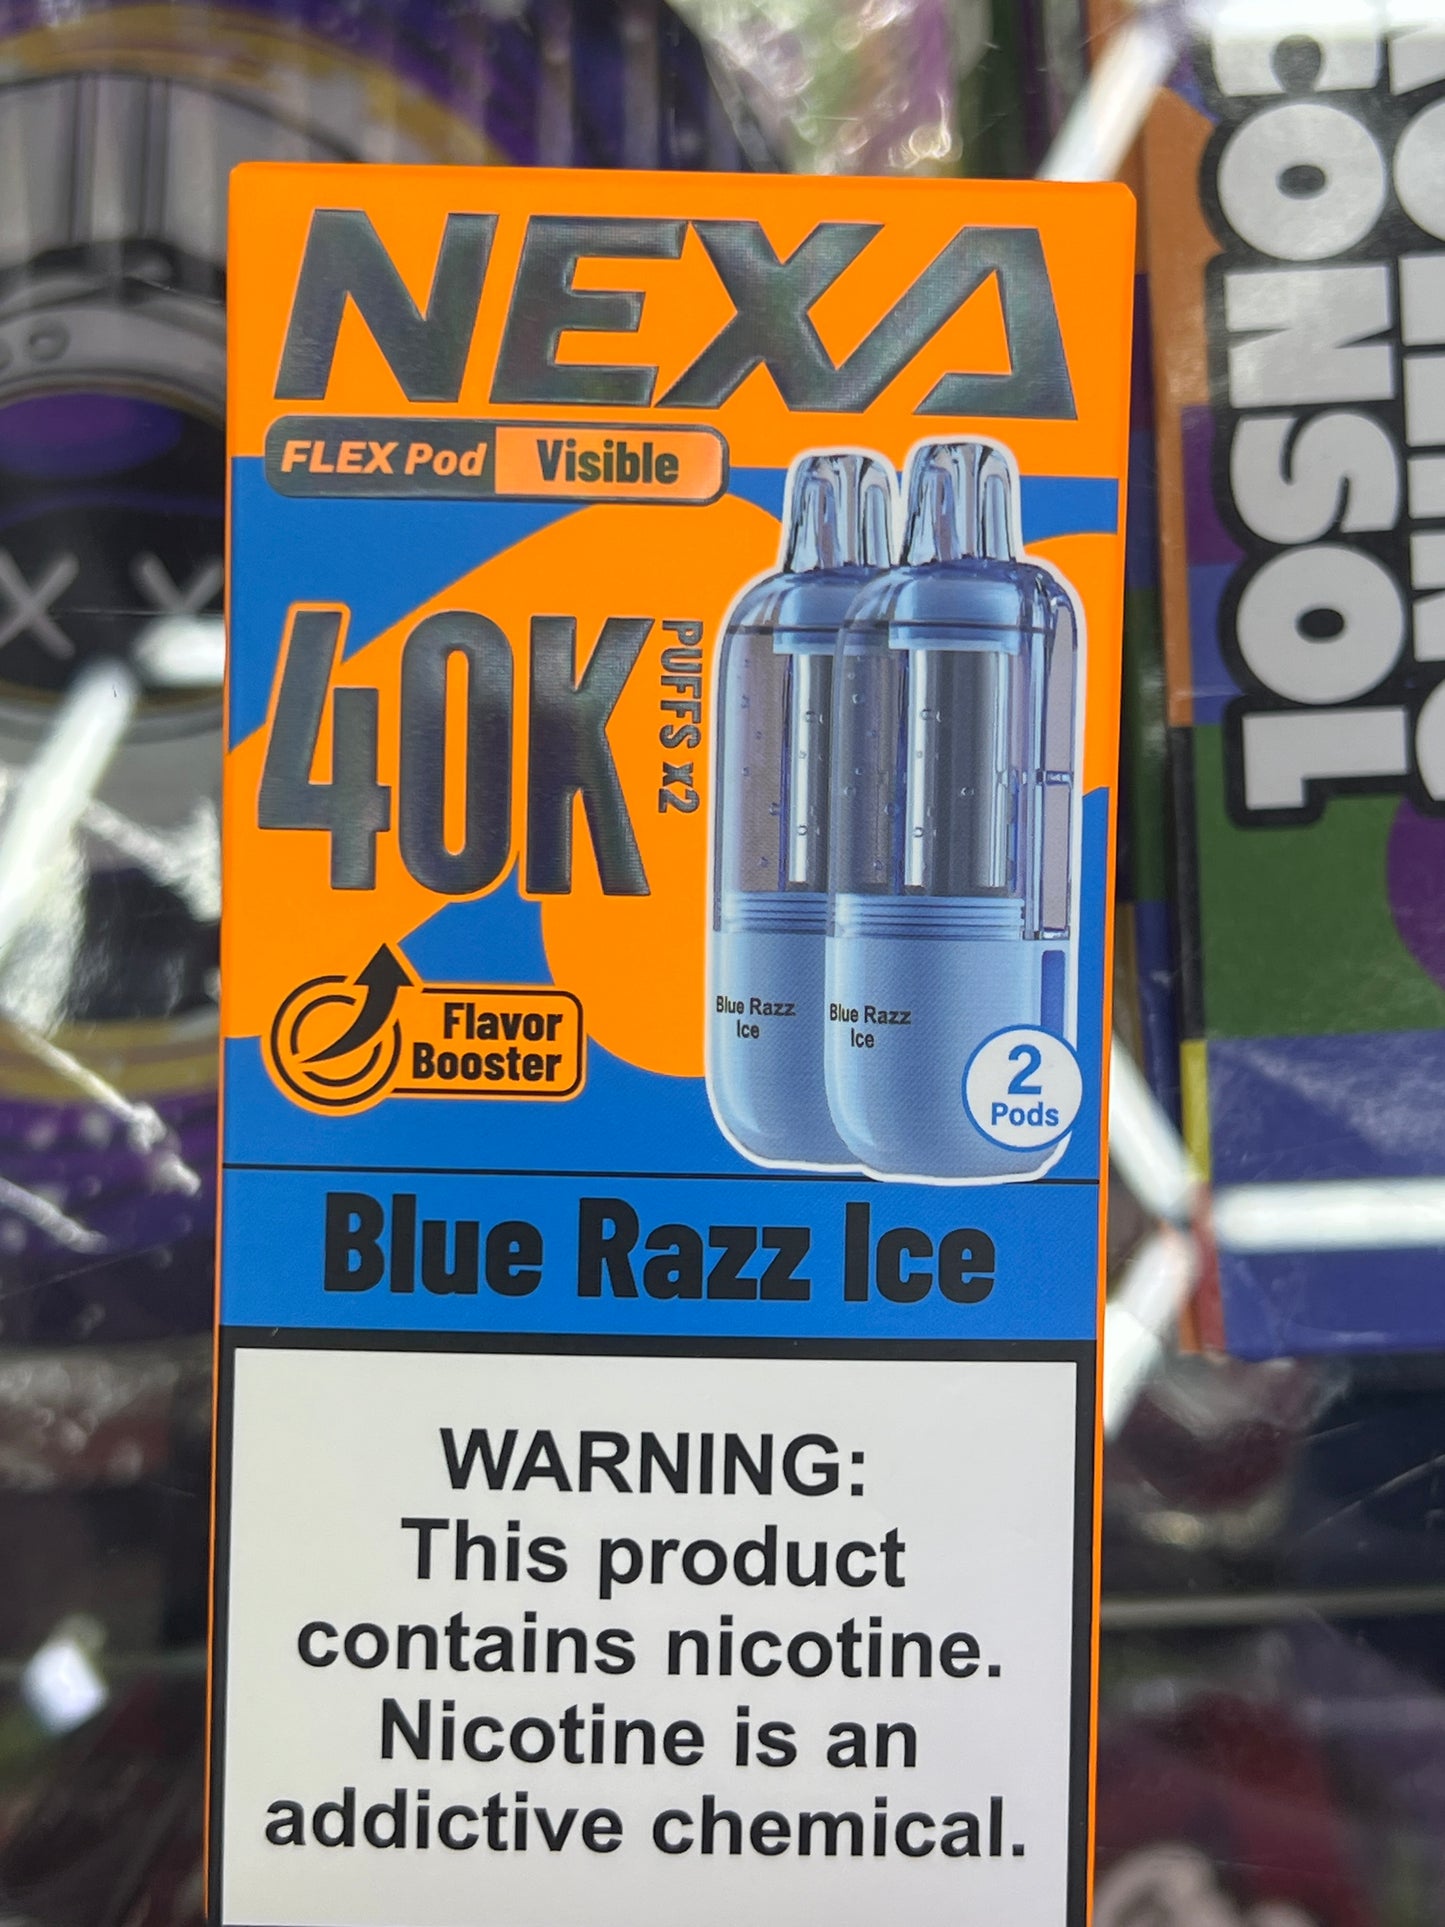 NEXA
FLEX Pod Visible
40K
PUFFS x2
Flavor
Booster
Blue Razz
Ice
Blue Razz
Ice
2
Pods
Blue Razz Ice
WARNING:
This product
contains nicotine.
Nicotine is an
addictive chemical.